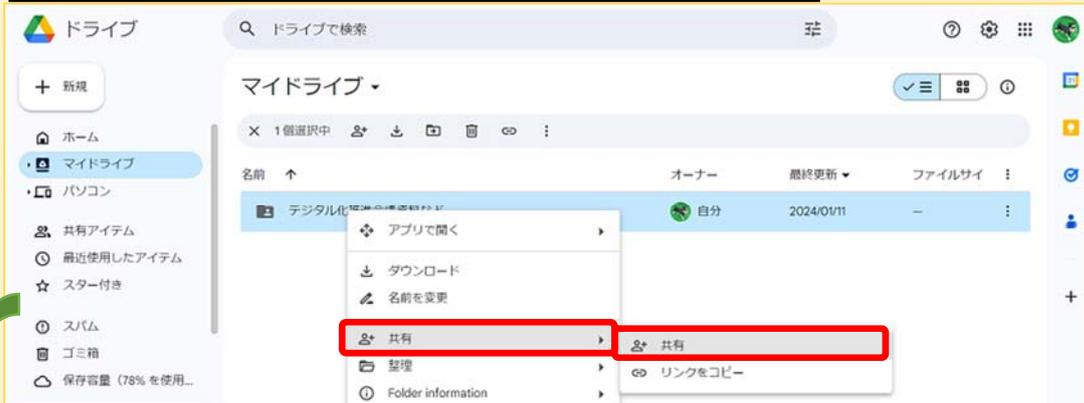 ドライブ
ドライブで検索
新規
マイドライブ
1個選択中
ホーム
マイドライブ
パソコン
名前
オーナー
最終更新
ファイルサイ
デジタル化
自分
2024/01/11
–
共有アイテム
最近使用したアイテム
スター付き
スパム
ゴミ箱
保存容量（78% を使用...
アプリで開く
ダウンロード
名前を変更
共有
整理
Folder information
共有
リンクをコピー